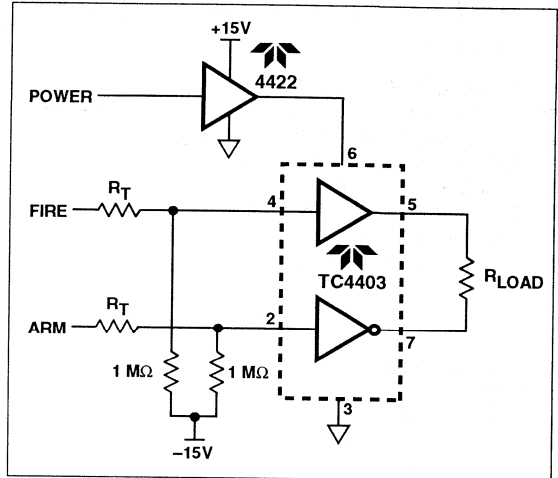 +15V
4422
POWER
6
R_T
FIRE
4
5
TC4403
R_LOAD
R_T
ARM
2
7
1 MΩ
1 MΩ
3
–15V